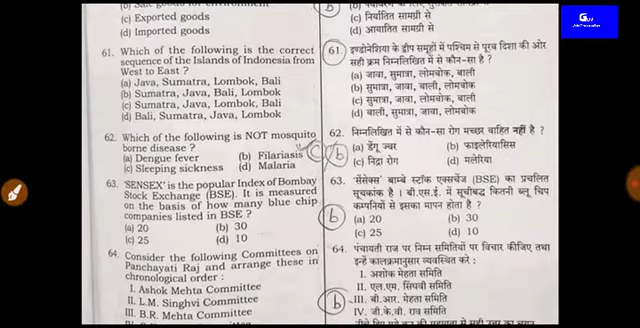 (c) Exported goods
(d) Imported goods
61. Which of the following is the correct
sequence of the Islands of Indonesia from
West to East ?
(a) Java, Sumatra, Lombok, Bali
(b) Sumatra, Java, Bali, Lombok
(c) Sumatra, Java, Lombok, Bali
(d) Bali, Sumatra, Java, Lombok
62. Which of the following is NOT mosquito
borne disease ?
(a) Dengue fever (b) Filariasis
(c) Sleeping sickness (d) Malaria
c
63. 'SENSEX' is the popular Index of Bombay
Stock Exchange (BSE). It is measured
on the basis of how many blue chip
companies listed in BSE ?
(a) 20 (b) 30
(c) 25 (d) 10
64. Consider the following Committees on
Panchayati Raj and arrange these in
chronological order :
I. Ashok Mehta Committee
II. L.M. Singhvi Committee
III. B.R. Mehta Committee
b
(c) निर्यातित सामग्री से
(d) आयातित सामग्री से
61. इण्डोनेशिया के द्वीप समूहों में पश्चिम से पूरब दिशा की ओर
सही क्रम निम्नलिखित में से कौन-सा है ?
(a) जावा, सुमात्रा, लोमबोक, बाली
(b) सुमात्रा, जावा, बाली, लोमबोक
(c) सुमात्रा, जावा, लोमबोक, बाली
(d) बाली, सुमात्रा, जावा, लोमबोक
b
62. निम्नलिखित में से कौन-सा रोग मच्छर वाहित नहीं है ?
(a) डेंगू ज्वर (b) फाइलेरियासिस
(c) निद्रा रोग (d) मलेरिया
63. 'सेंसेक्स' बाम्बे स्टॉक एक्सचेंज (BSE) का प्रचलित
सूचकांक है । बी.एस.ई. में सूचीबद्ध कितनी ब्लू चिप
कम्पनियों से इसका मापन होता है ?
b
(a) 20 (b) 30
(c) 25 (d) 10
64. पंचायती राज पर निम्न समितियों पर विचार कीजिए तथा
इन्हें कालक्रमानुसार व्यवस्थित करे :
I. अशोक मेहता समिति
II. एल.एम. सिंघवी समिति
b
III. बी.आर. मेहता समिति
IV. जी.के.वी. राव समिति